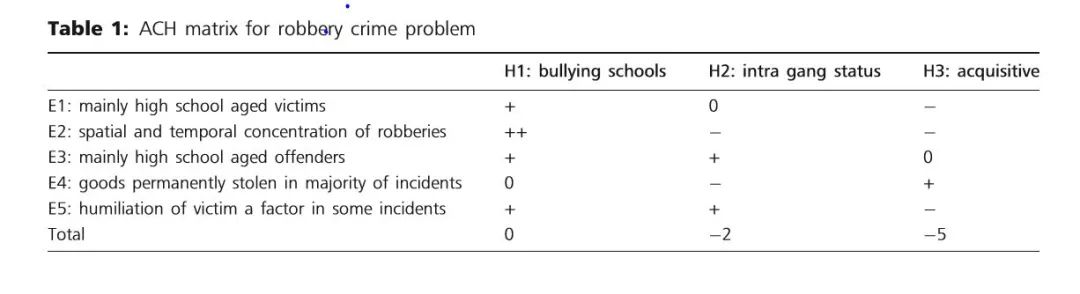 Table 1: ACH matrix for robbery crime problem
H1: bullying schools H2: intra gang status H3: acquisitive
E1: mainly high school aged victims + 0 −
E2: spatial and temporal concentration of robberies ++ − −
E3: mainly high school aged offenders + + 0
E4: goods permanently stolen in majority of incidents 0 − +
E5: humiliation of victim a factor in some incidents + + −
Total 0 −2 −5